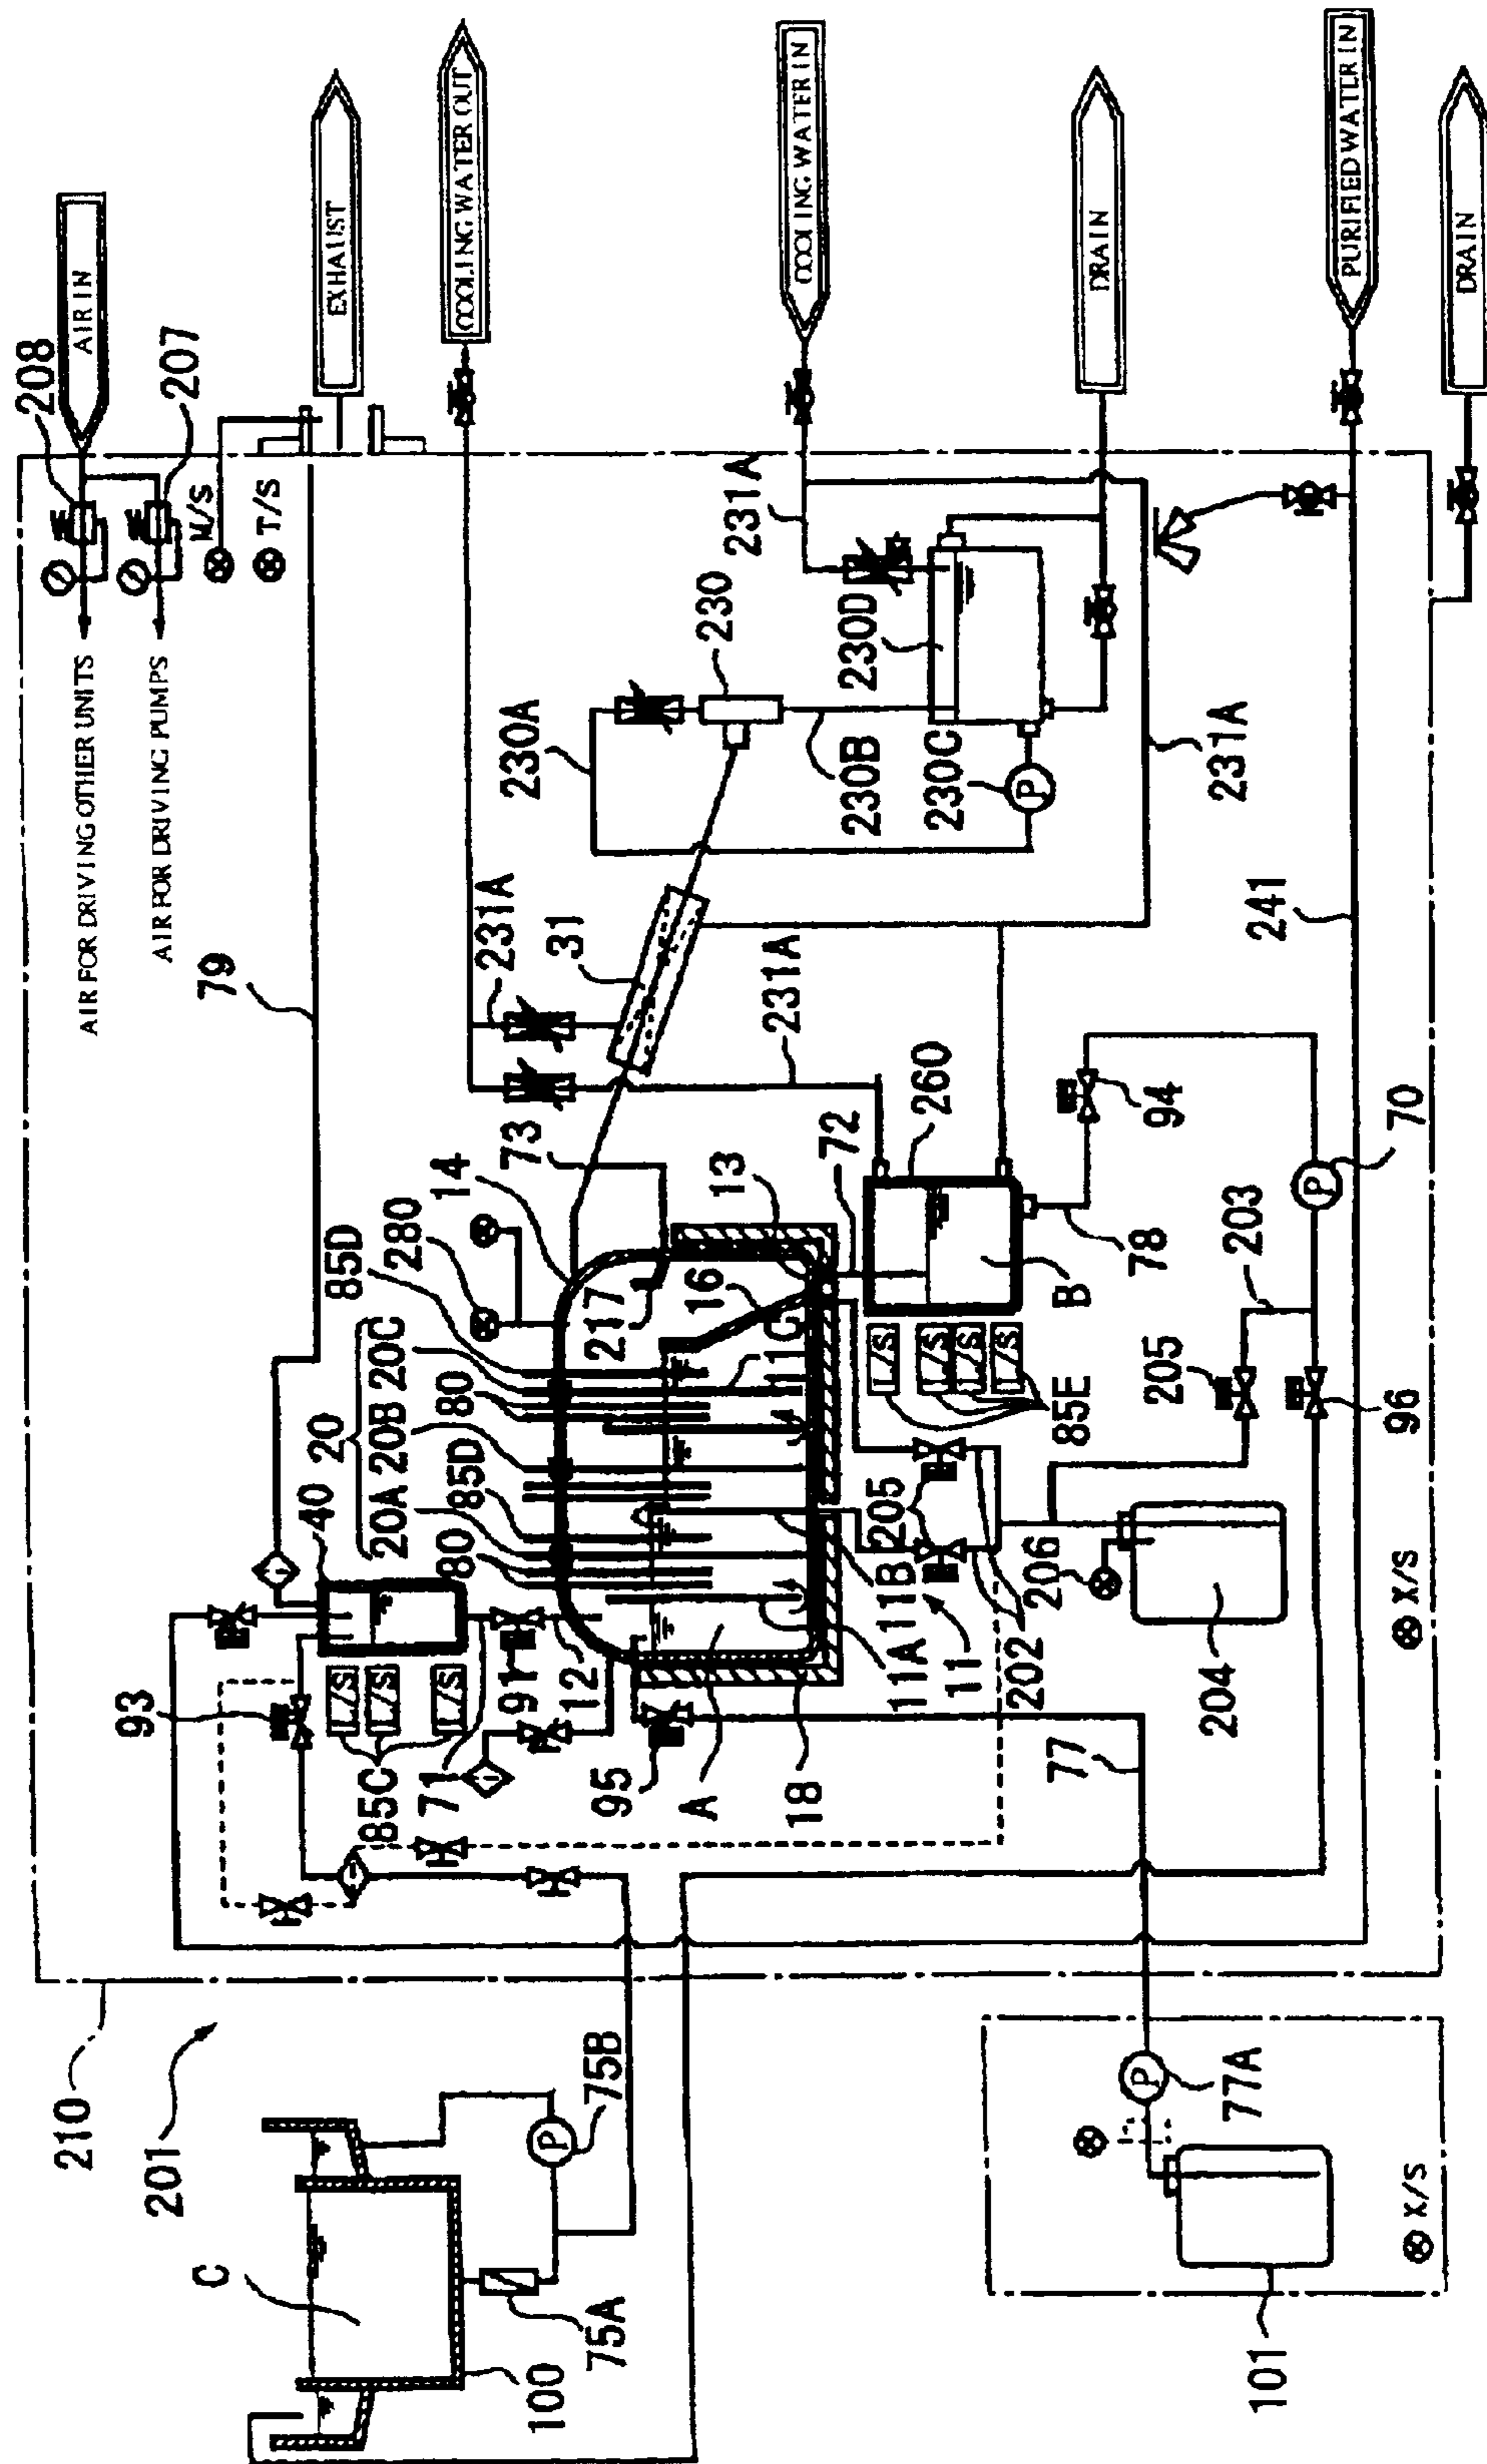 AIR IN
208
EXHAUST
207
COOLING WATER OUT
COOLING WATER IN
DRAIN
PURIFIED WATER IN
DRAIN
AIR FOR DRIVING OTHER UNITS
AIR FOR DRIVING PUMPS
M/S
T/S
79
231A
230
230A
230B
230C
230D
P
231A
31
231A
231A
241
73
14
280
85D
20C
80
20
20B
85D
20A
80
40
217
16
11G
13
72
260
B
78
94
203
70
P
96
205
L/S
L/S
L/S
L/S
85E
93
L/S
L/S
L/S
85C
71
91
12
95
A
18
11A
11B
11
205
202
206
204
X/S
77
210
201
C
100
75A
75B
P
P
77A
X/S
101